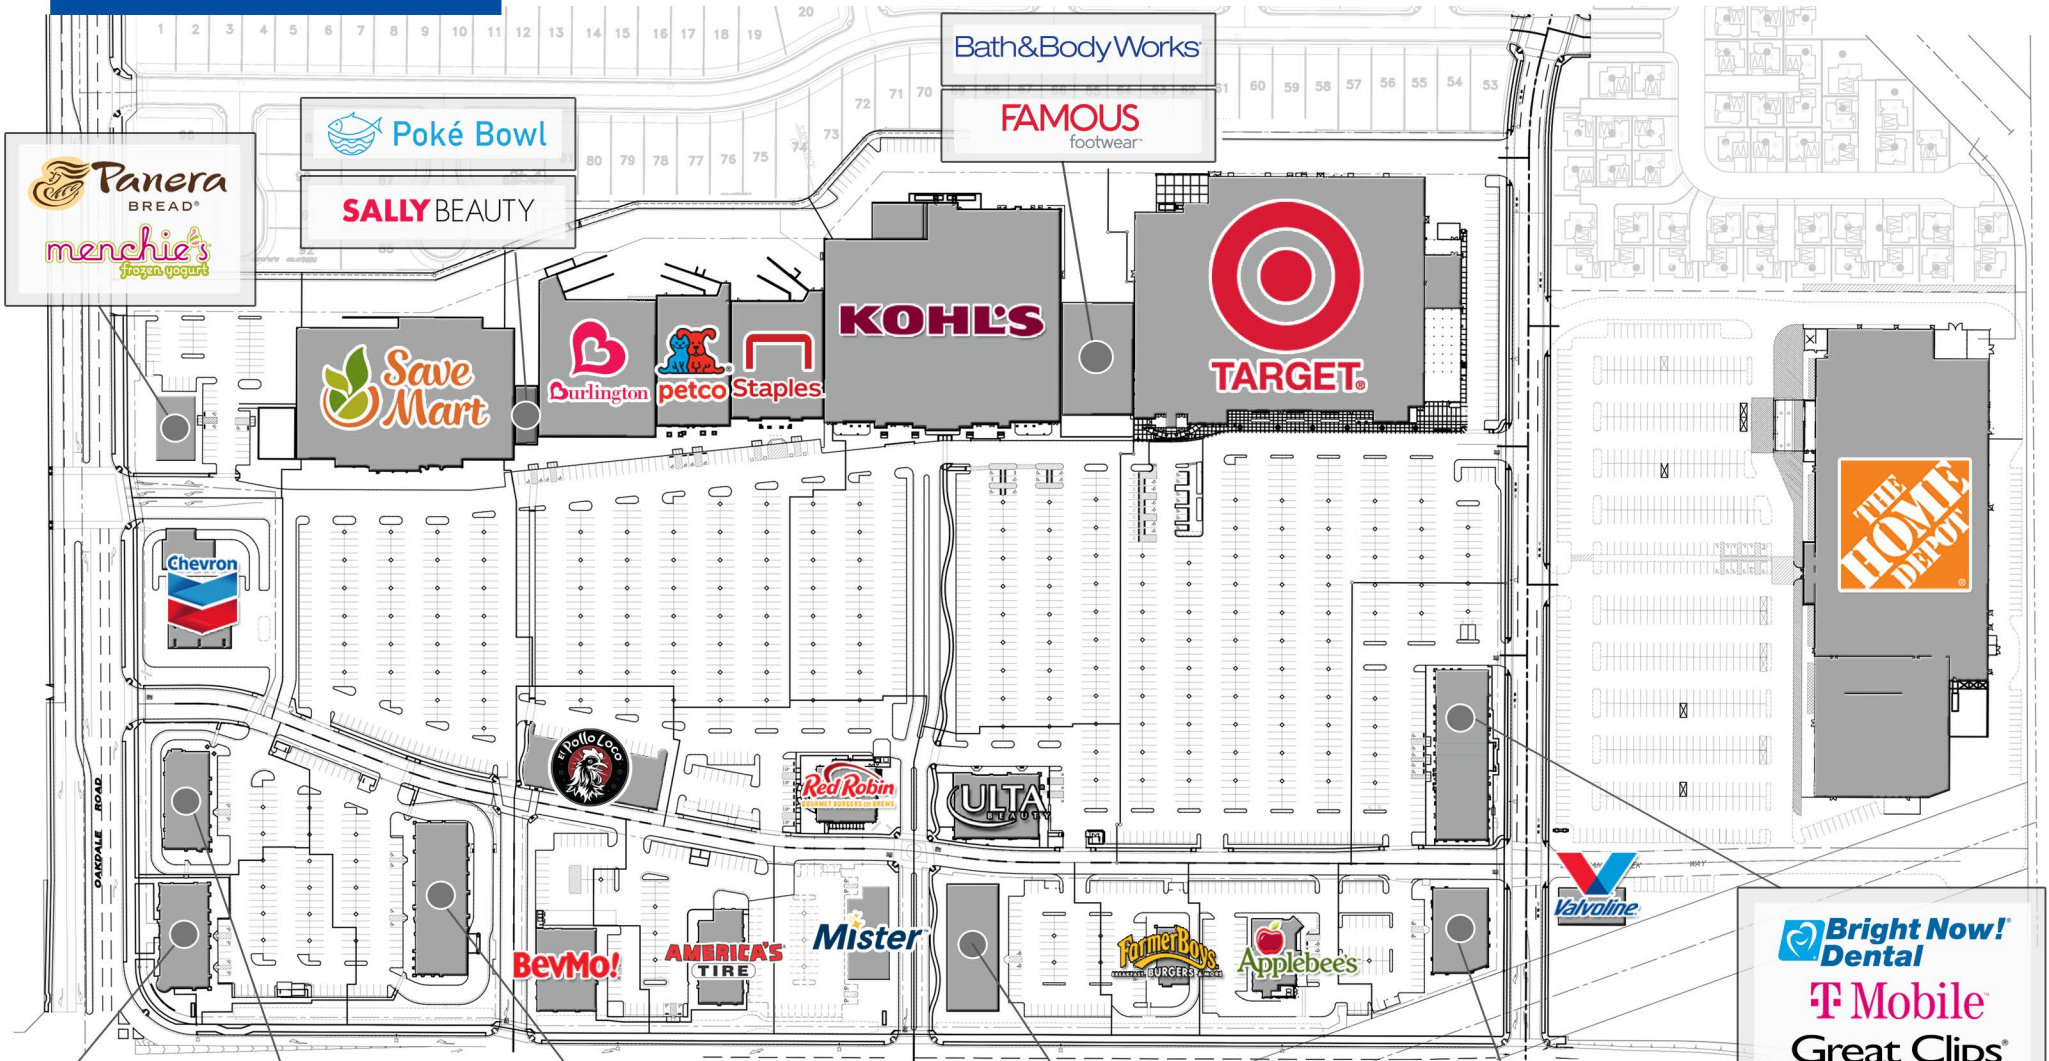 1 2 3 4 5 6 7 8 9 10 11 12 13 14 15 16 17 18 19 20
Bath&Body Works
FAMOUS
footwear
72 71 70
61 60 59 58 57 56 55 54 53
73
74
80 79 78 77 76 75
Poké Bowl
SALLY BEAUTY
Panera
BREAD®
menchie's
frozen yogurt
Save
Mart
Burlington
petco
Staples
KOHL'S
TARGET®
THE
HOME
DEPOT
Chevron
OAKDALE ROAD
El Pollo Loco
Red Robin
GOURMET BURGERS AND BREWS
ULTA
BEAUTY
WAY
Valvoline
BevMo!
AMERICA'S
TIRE
Mister
FarmerBoys
BREAKFAST, BURGERS & MORE
Applebee's
Bright Now!®
Dental
T Mobile
Great Clips®